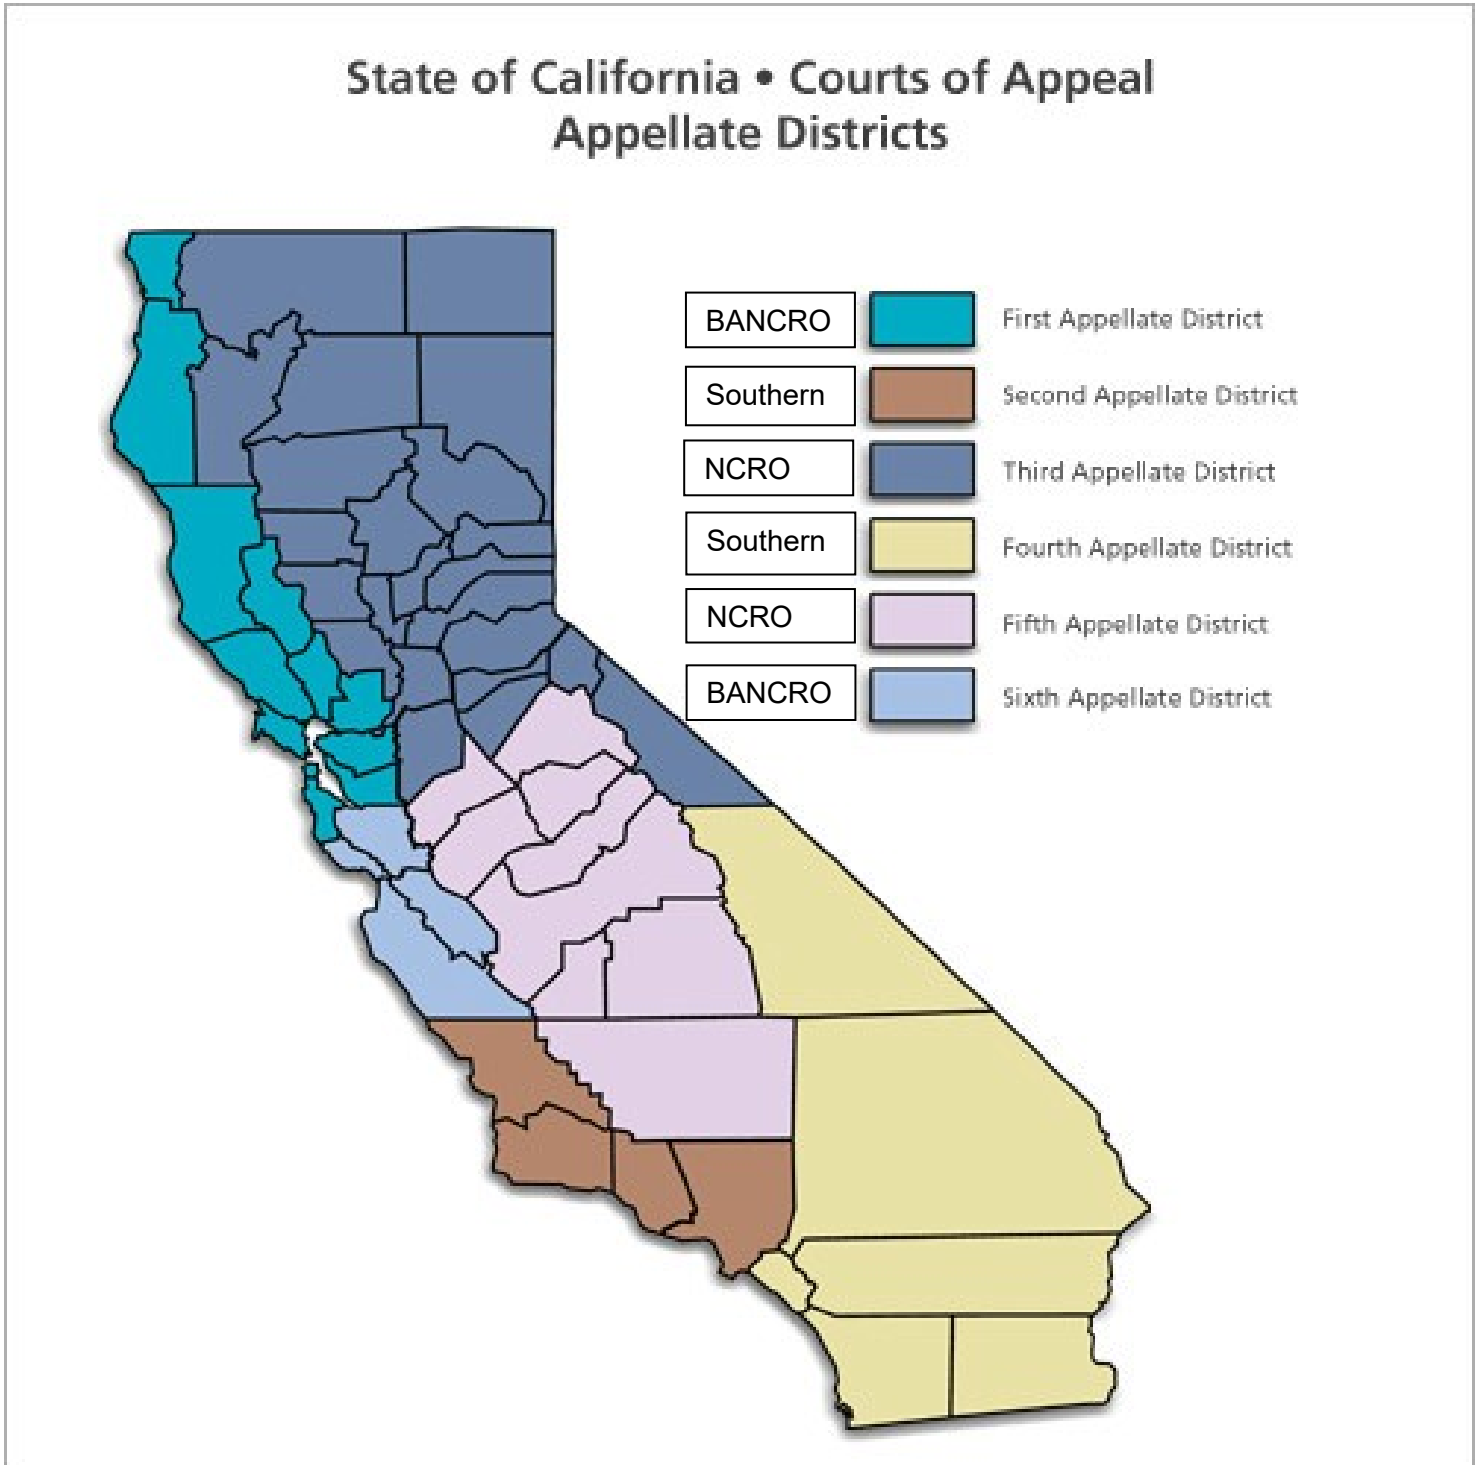 State of California • Courts of Appeal
Appellate Districts
BANCRO First Appellate District
Southern Second Appellate District
NCRO Third Appellate District
Southern Fourth Appellate District
NCRO Fifth Appellate District
BANCRO Sixth Appellate District